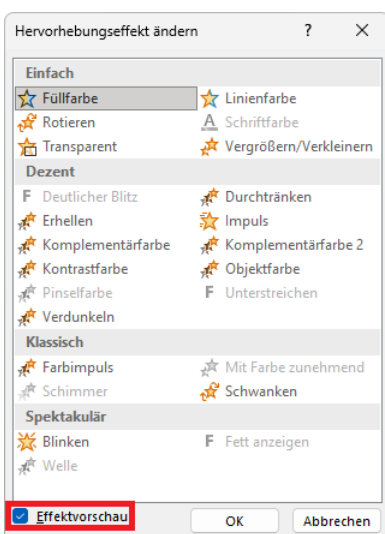 Hervorhebungseffekt ändern ? ×
Einfach
Füllfarbe Linienfarbe
Rotieren A Schriftfarbe
Transparent Vergrößern/Verkleinern
Dezent
F Deutlicher Blitz Durchtränken
Erhellen Impuls
Komplementärfarbe Komplementärfarbe 2
Kontrastfarbe Objektfarbe
Pinselfarbe F Unterstreichen
Verdunkeln
Klassisch
Farbimpuls Mit Farbe zunehmend
Schimmer Schwanken
Spektakulär
Blinken F Fett anzeigen
Welle
Effektvorschau OK Abbrechen